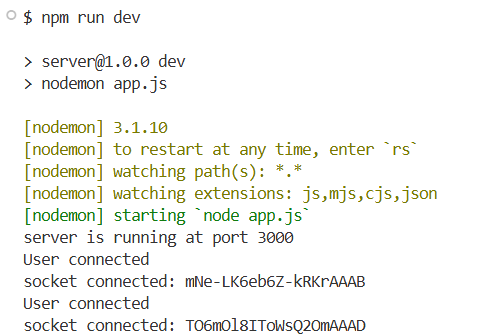 $ npm run dev
> server@1.0.0 dev
> nodemon app.js
[nodemon] 3.1.10
[nodemon] to restart at any time, enter `rs`
[nodemon] watching path(s): *.*
[nodemon] watching extensions: js,mjs,cjs,json
[nodemon] starting `node app.js`
server is running at port 3000
User connected
socket connected: mNe-LK6eb6Z-kRKrAAAB
User connected
socket connected: TO6mOl8IToWsQ2OmAAAD